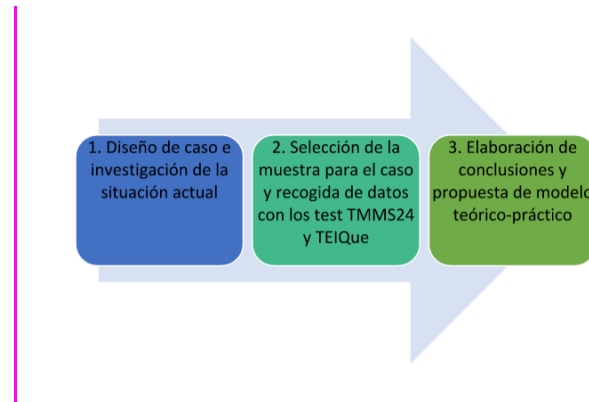 1. Diseño de caso e
investigación de la
situación actual
2. Selección de la
muestra para el caso
y recogida de datos
con los test TMMS24
y TEIQue
3. Elaboración de
conclusiones y
propuesta de modelo
teórico-práctico